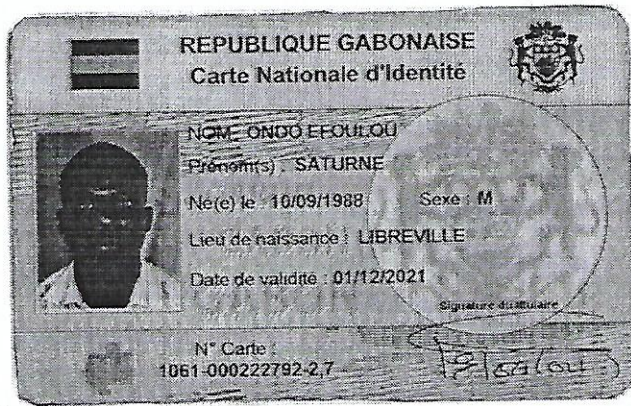 REPUBLIQUE GABONAISE
Carte Nationale d'Identité
NOM ONDO EFOULOU
Prénom(s) : SATURNE
Né(e) le : 10/09/1988 Sexe : M
Lieu de naissance : LIBREVILLE
Date de validité : 01/12/2021
Signature du titulaire
N° Carte :
1061-000222792-2,7